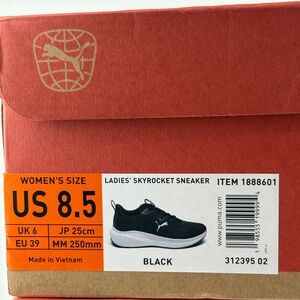 WOMEN'S SIZE
US 8.5
UK 6 JP 25cm
EU 39 MM 250mm
Made in Vietnam
LADIES' SKYROCKET SNEAKER
ITEM 1888601
BLACK
www.puma.com
312395 02